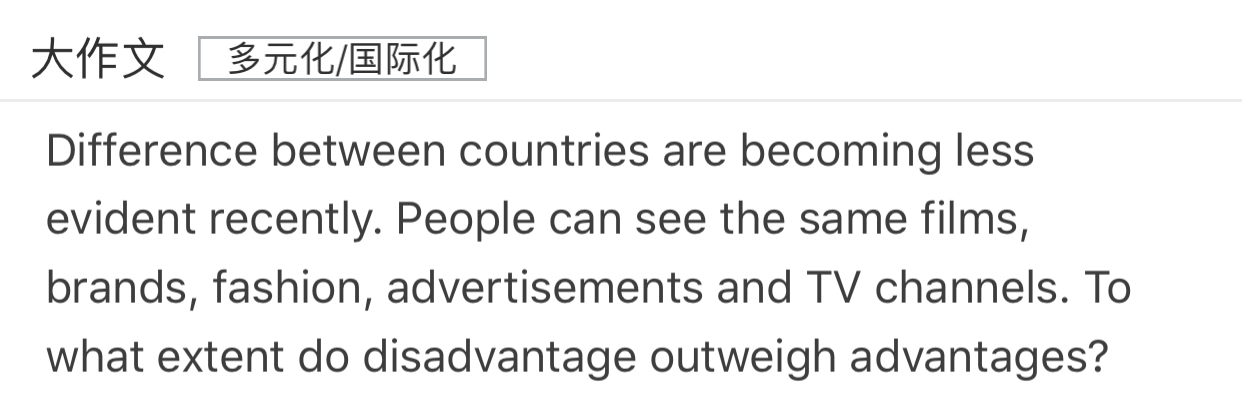 大作文 多元化/国际化
Difference between countries are becoming less
evident recently. People can see the same films,
brands, fashion, advertisements and TV channels. To
what extent do disadvantage outweigh advantages?